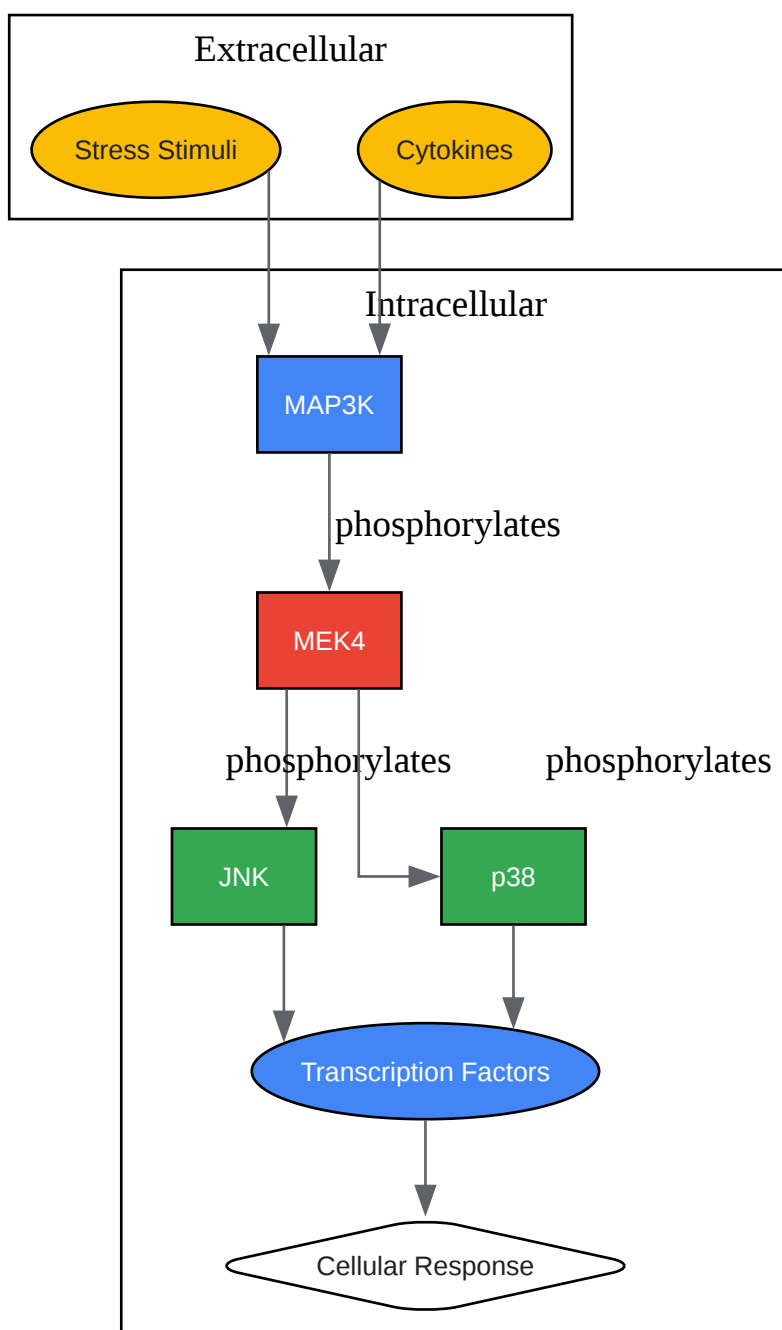 Extracellular
Stress Stimuli
Cytokines
Intracellular
MAP3K
phosphorylates
MEK4
phosphorylates
phosphorylates
JNK
p38
Transcription Factors
Cellular Response